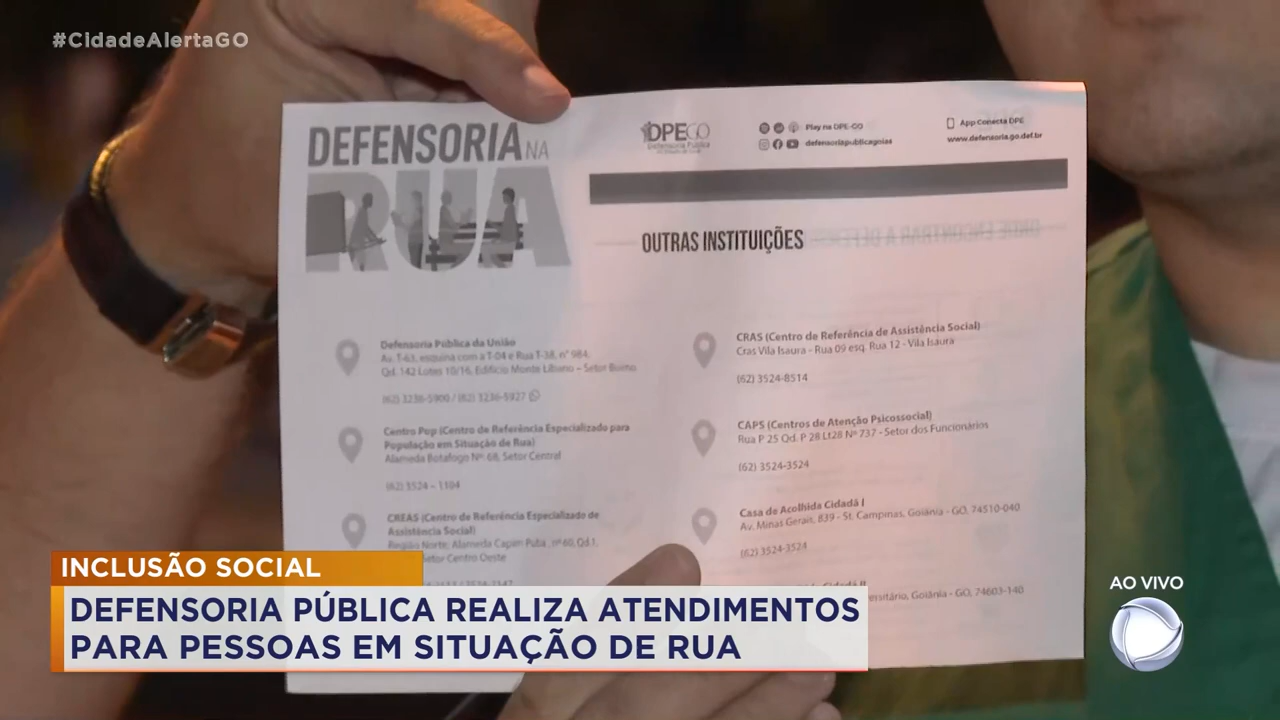 #CidadeAlertaGO
DEFENSORIA NA
RUA
DPEGO
Defensoria Pública
Play na DPE-GO
defensoriapublicagoias
App Conecta DPE
www.defensoria.go.def.br
OUTRAS INSTITUIÇÕES
Defensoria Pública da União
Av. T-63, esquina com a T-04 e Rua T-38, nº 984,
Qd. 142 Lotes 10/16, Edifício Monte Líbano – Setor Bueno
(62) 3236-5900 / (62) 3236-5927
Centro Pop (Centro de Referência Especializado para
População em Situação de Rua)
Alameda Botafogo Nº 68, Setor Central
(62) 3524 – 1104
CREAS (Centro de Referência Especializado de
Assistência Social)
Região Norte: Alameda Capim Puba, nº 60, Qd.1,
Setor Centro Oeste
CRAS (Centro de Referência de Assistência Social)
Cras Vila Isaura - Rua 09 esq. Rua 12 - Vila Isaura
(62) 3524-8514
CAPS (Centros de Atenção Psicossocial)
Rua P 25 Qd. P 28 Lt28 Nº 737 - Setor dos Funcionários
(62) 3524-3524
Casa de Acolhida Cidadã I
Av. Minas Gerais, 839 - St. Campinas, Goiânia - GO, 74510-040
(62) 3524-3524
Goiânia - GO, 74603-140
INCLUSÃO SOCIAL
DEFENSORIA PÚBLICA REALIZA ATENDIMENTOS
PARA PESSOAS EM SITUAÇÃO DE RUA
AO VIVO